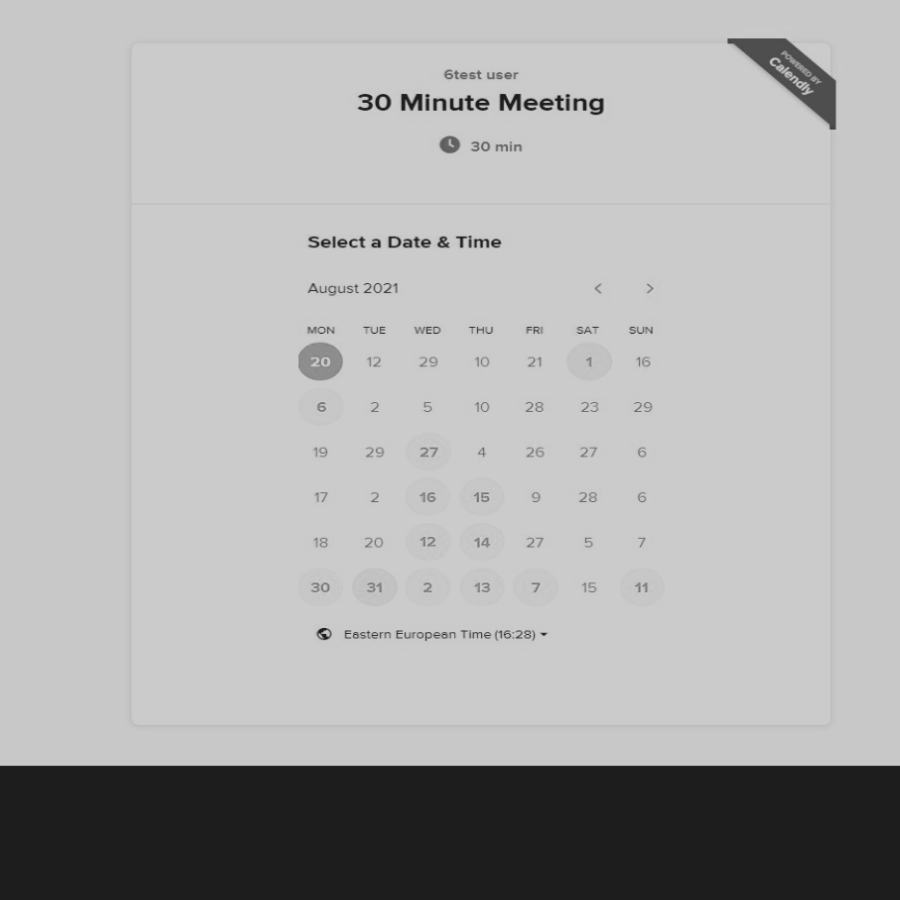 POWERED BY
Calendly
6test user
30 Minute Meeting
30 min
Select a Date & Time
August 2021
MON TUE WED THU FRI SAT SUN
20 12 29 10 21 1 16
6 2 5 10 28 23 29
19 29 27 4 26 27 6
17 2 16 15 9 28 6
18 20 12 14 27 5 7
30 31 2 13 7 15 11
Eastern European Time (16:28)